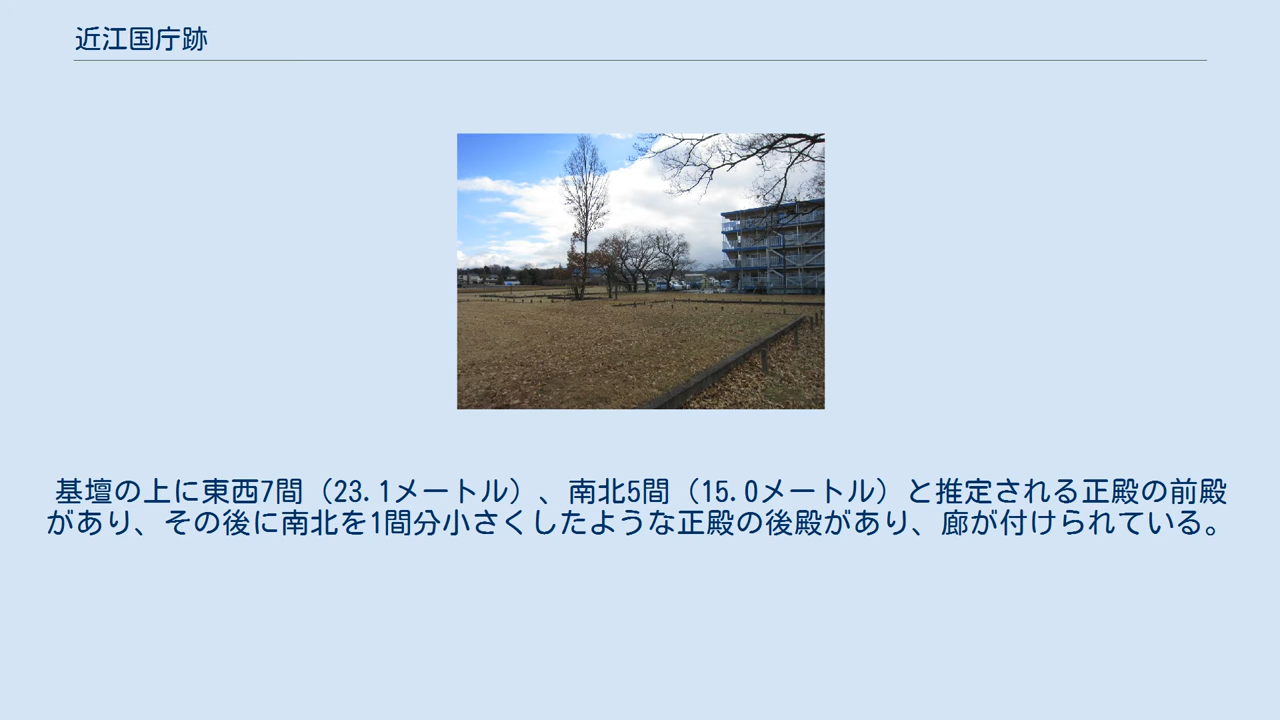 近江国庁跡
基壇の上に東西7間（23.1メートル）、南北5間（15.0メートル）と推定される正殿の前殿
があり、その後に南北を1間分小さくしたような正殿の後殿があり、廊が付けられている。